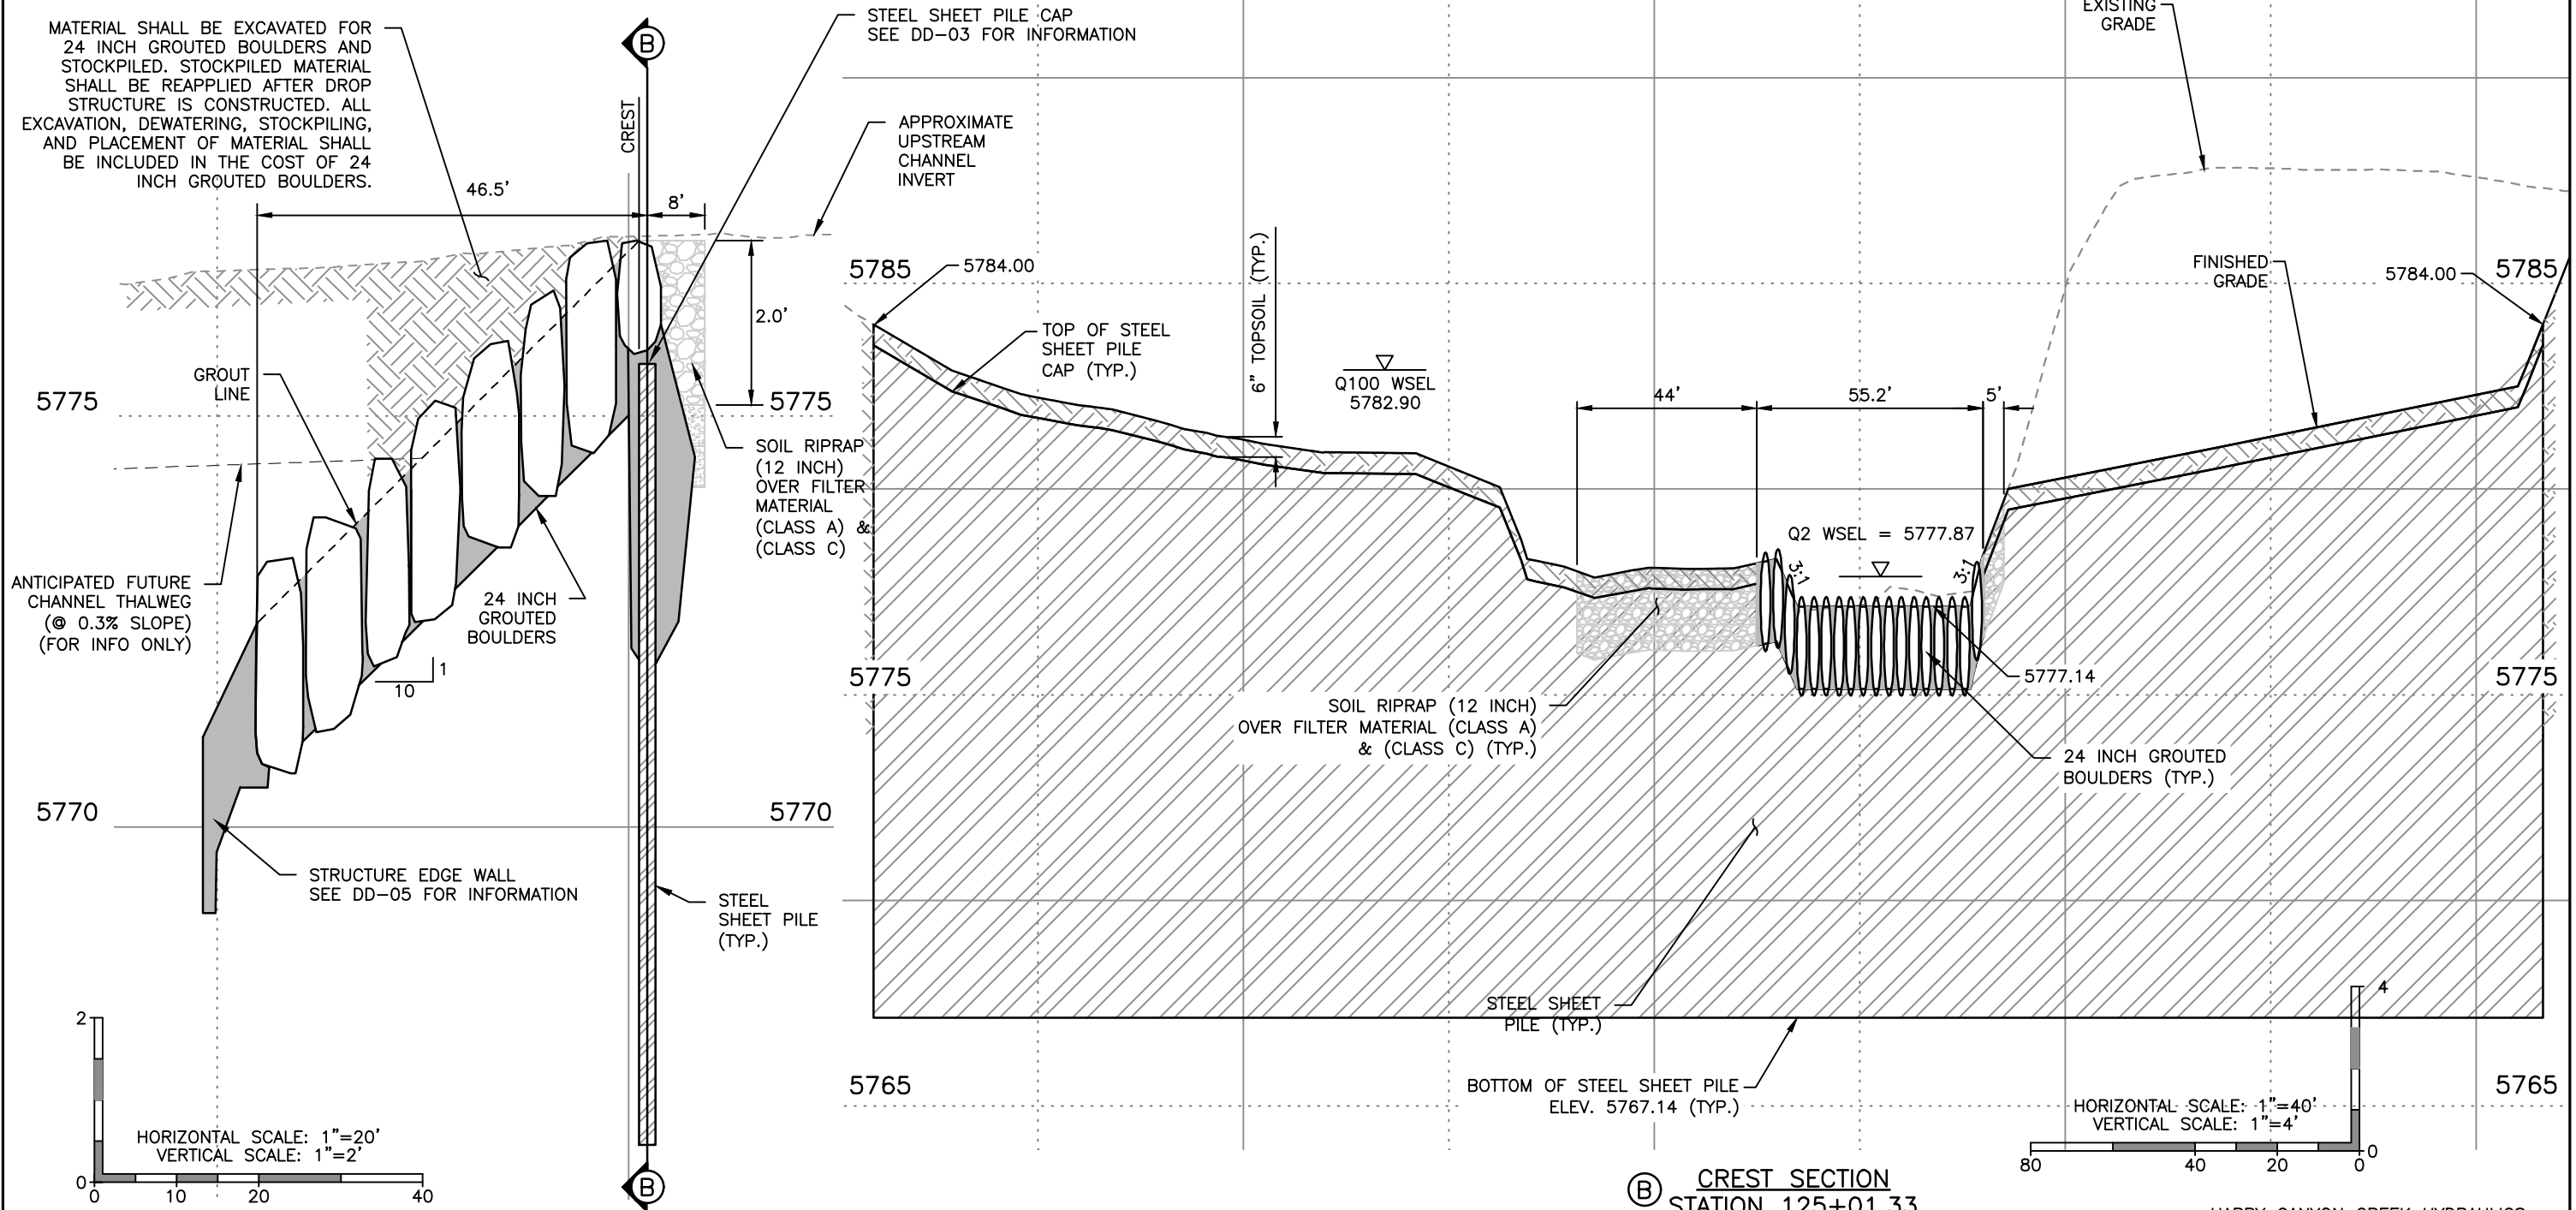 MATERIAL SHALL BE EXCAVATED FOR
24 INCH GROUTED BOULDERS AND
STOCKPILED. STOCKPILED MATERIAL
SHALL BE REAPPLIED AFTER DROP
STRUCTURE IS CONSTRUCTED. ALL
EXCAVATION, DEWATERING, STOCKPILING,
AND PLACEMENT OF MATERIAL SHALL
BE INCLUDED IN THE COST OF 24
INCH GROUTED BOULDERS.
B
STEEL SHEET PILE CAP
SEE DD-03 FOR INFORMATION
CREST
APPROXIMATE
UPSTREAM
CHANNEL
INVERT
46.5'
8'
2.0'
GROUT
LINE
5775
5775
SOIL RIPRAP
(12 INCH)
OVER FILTER
MATERIAL
(CLASS A) &
(CLASS C)
ANTICIPATED FUTURE
CHANNEL THALWEG
(@ 0.3% SLOPE)
(FOR INFO ONLY)
24 INCH
GROUTED
BOULDERS
1
10
5770
5770
STRUCTURE EDGE WALL
SEE DD-05 FOR INFORMATION
STEEL
SHEET PILE
(TYP.)
2
0
HORIZONTAL SCALE: 1"=20'
VERTICAL SCALE: 1"=2'
0
10
20
40
B
EXISTING
GRADE
5785
5784.00
TOP OF STEEL
SHEET PILE
CAP (TYP.)
6" TOPSOIL (TYP.)
Q100 WSEL
5782.90
44'
55.2'
5'
FINISHED
GRADE
5784.00
5785
Q2 WSEL = 5777.87
3:1
3:1
5775
5777.14
5775
SOIL RIPRAP (12 INCH)
OVER FILTER MATERIAL (CLASS A)
& (CLASS C) (TYP.)
24 INCH GROUTED
BOULDERS (TYP.)
STEEL SHEET
PILE (TYP.)
5765
BOTTOM OF STEEL SHEET PILE
ELEV. 5767.14 (TYP.)
5765
4
HORIZONTAL SCALE: 1"=40'
VERTICAL SCALE: 1"=4'
0
80
40
20
0
B
CREST SECTION
STATION 125+01.33
HAPPY CANYON CREEK HYDRAULICS